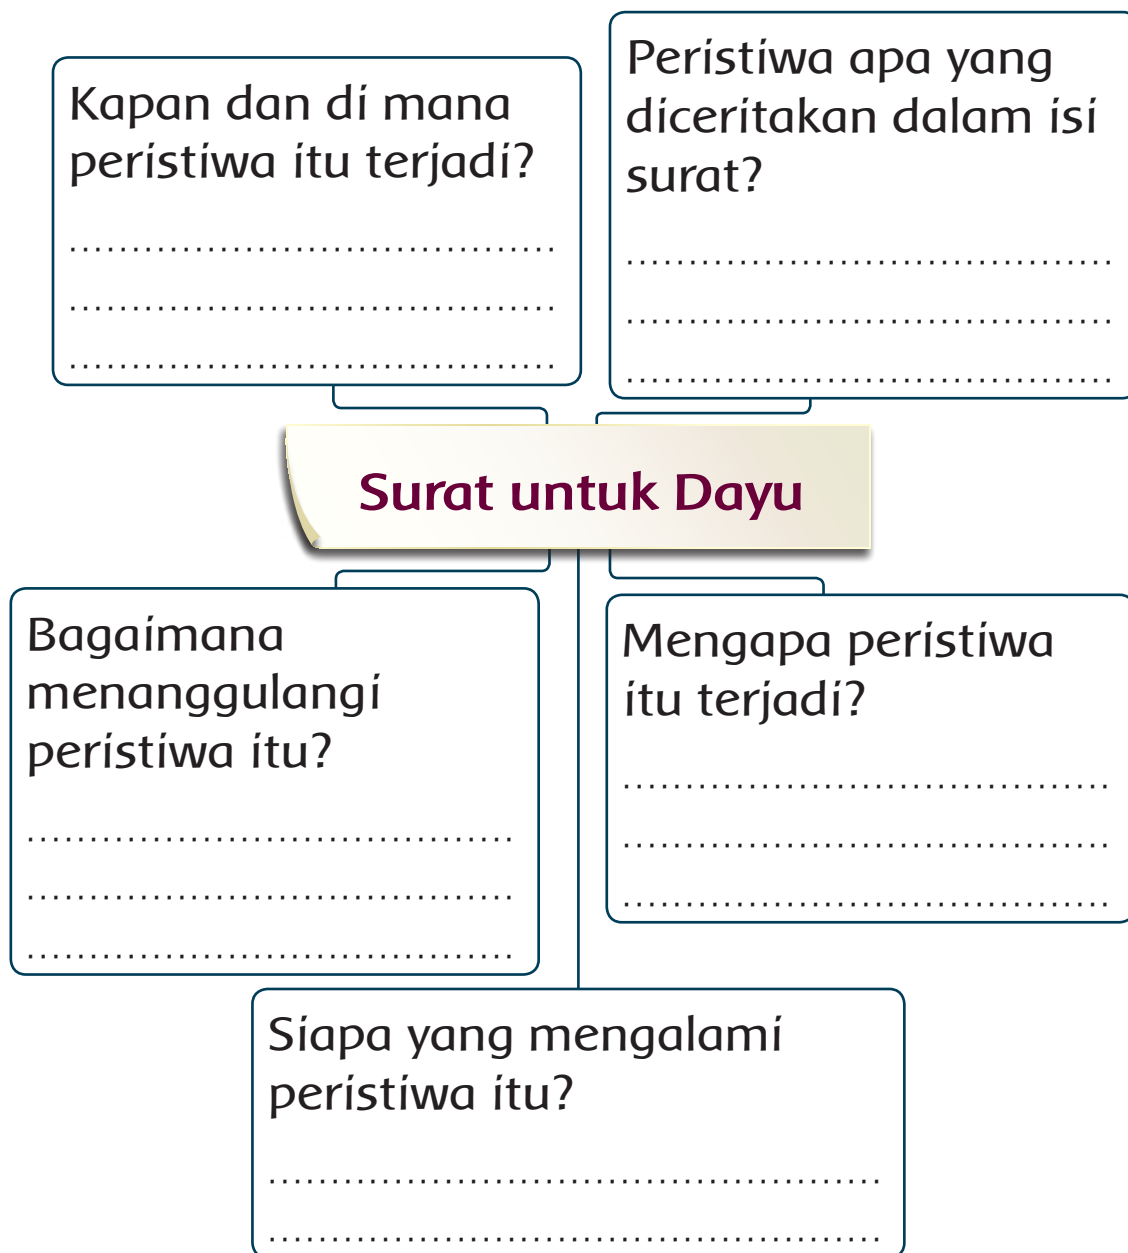 Kapan dan di mana
peristiwa itu terjadi?
.......................................
.......................................
.......................................
Peristiwa apa yang
diceritakan dalam isi
surat?
.......................................
.......................................
.......................................
Surat untuk Dayu
Bagaimana
menanggulangi
peristiwa itu?
.......................................
.......................................
.......................................
Mengapa peristiwa
itu terjadi?
.......................................
.......................................
.......................................
Siapa yang mengalami
peristiwa itu?
.................................................
.................................................